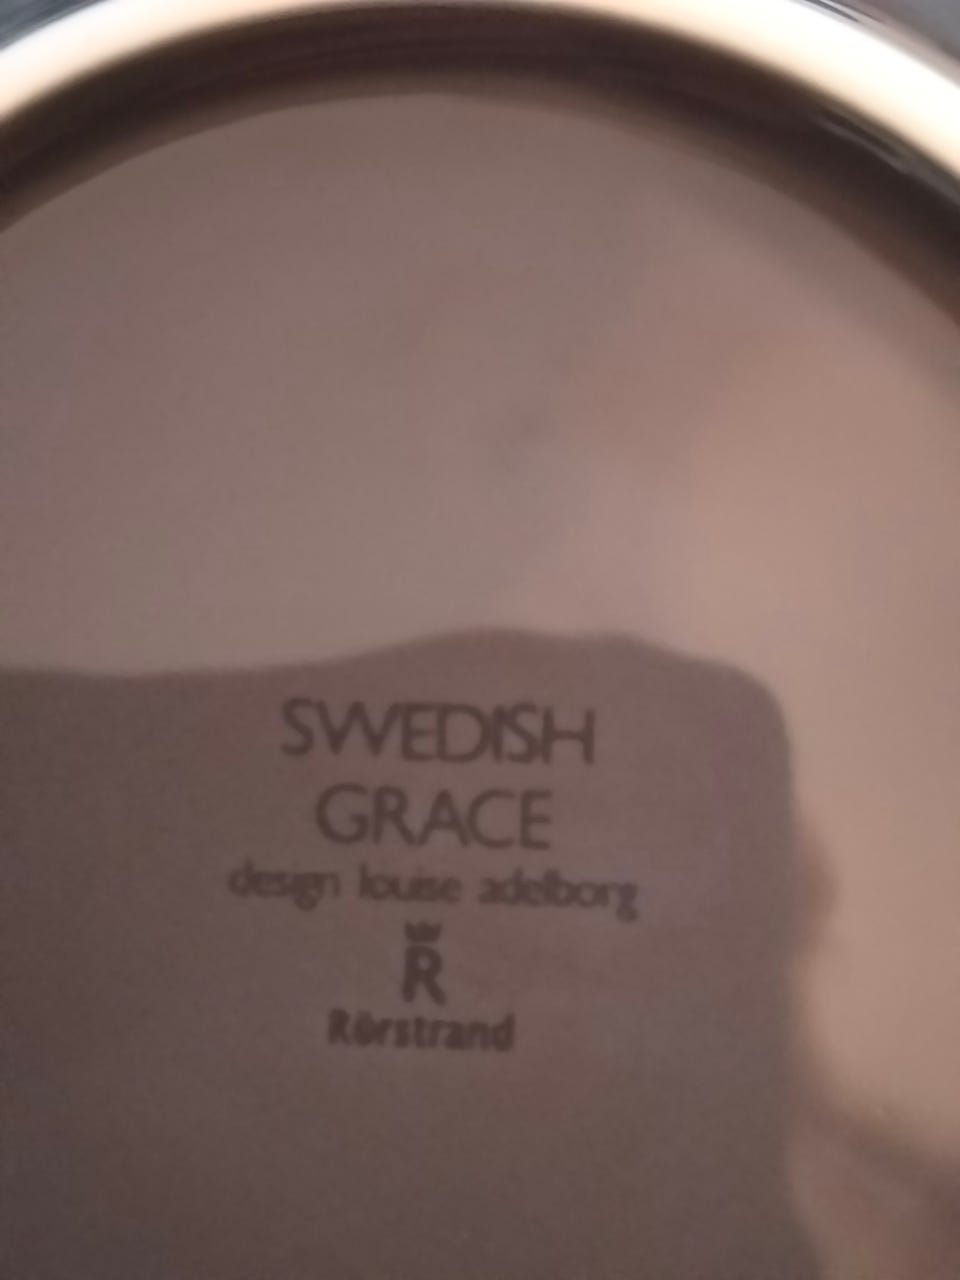 SWEDISH
GRACE
design louise adelborg
R
Rörstrand